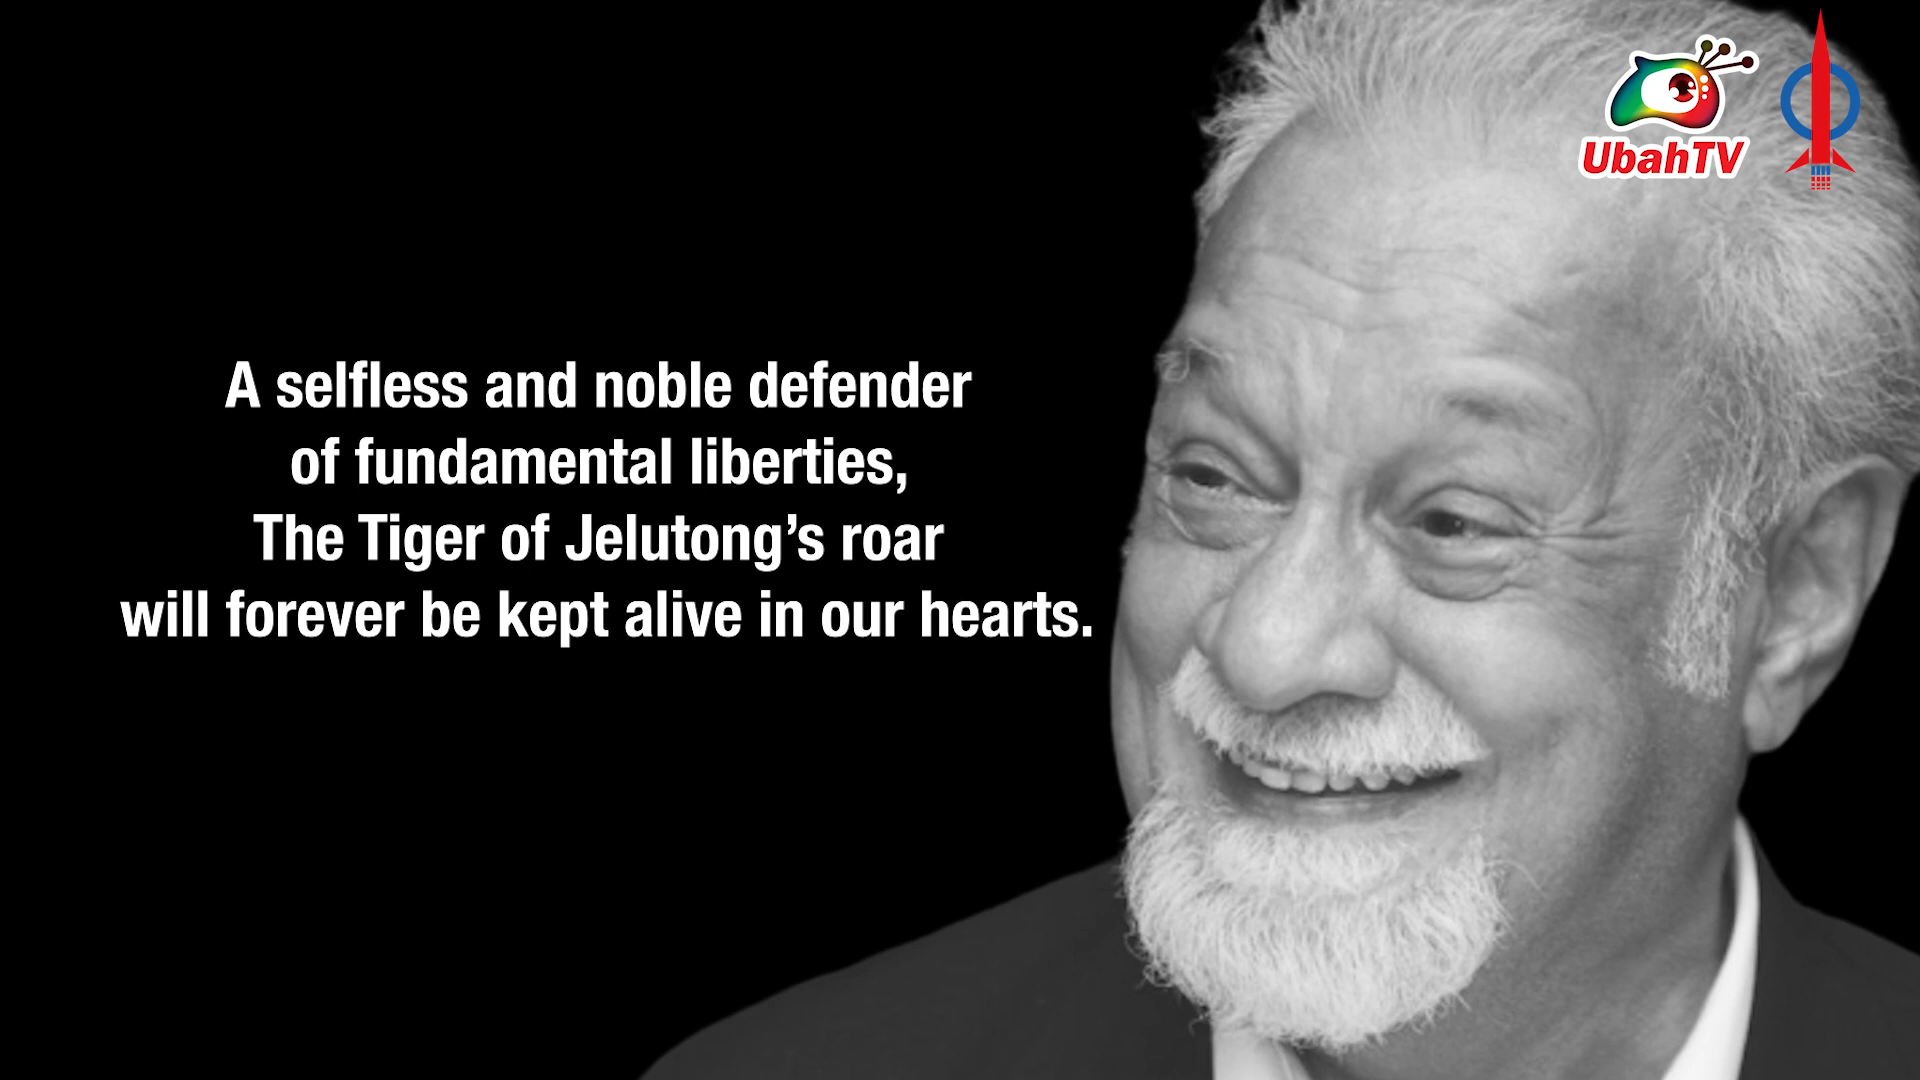 UbahTV
A selfless and noble defender
of fundamental liberties,
The Tiger of Jelutong’s roar
will forever be kept alive in our hearts.